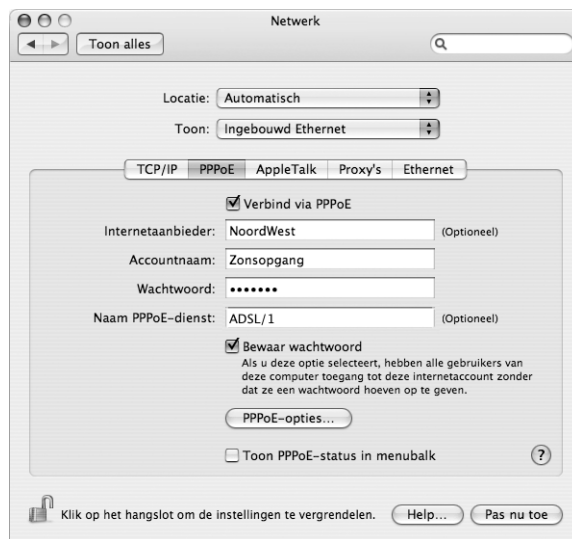 Netwerk
Toon alles
Locatie: Automatisch
Toon: Ingebouwd Ethernet
TCP/IP PPPoE AppleTalk Proxy's Ethernet
Verbind via PPPoE
Internetaanbieder: NoordWest (Optioneel)
Accountnaam: Zonsopgang
Wachtwoord: •••••••
Naam PPPoE-dienst: ADSL/1 (Optioneel)
Bewaar wachtwoord
Als u deze optie selecteert, hebben alle gebruikers van
deze computer toegang tot deze internetaccount zonder
dat ze een wachtwoord hoeven op te geven.
PPPoE-opties...
Toon PPPoE-status in menubalk ?
Klik op het hangslot om de instellingen te vergrendelen. Help... Pas nu toe